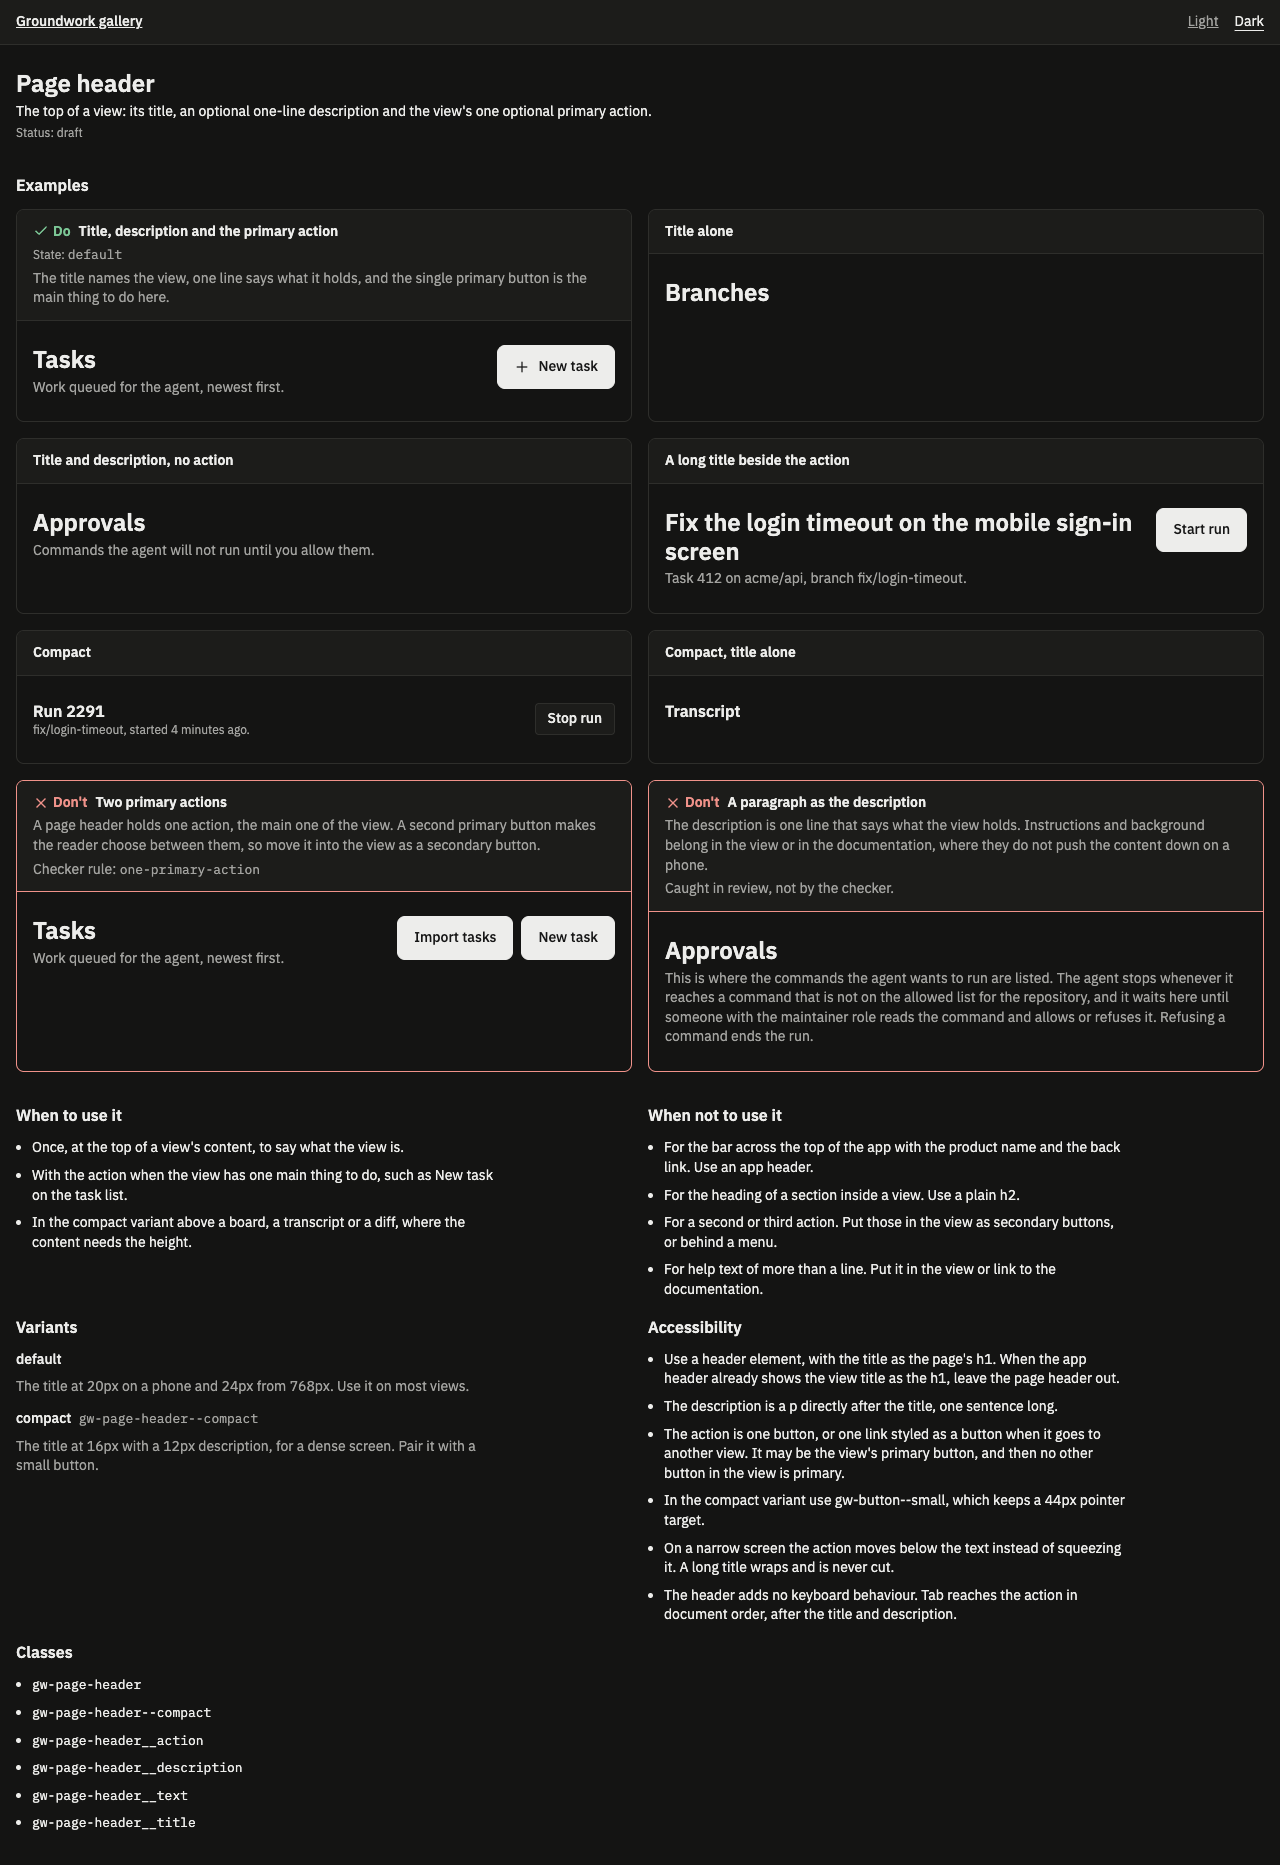 Groundwork gallery
Light
Dark
Page header
The top of a view: its title, an optional one-line description and the view's one optional primary action.
Status: draft
Examples
Do Title, description and the primary action
State: default
The title names the view, one line says what it holds, and the single primary button is the
main thing to do here.
Tasks
Work queued for the agent, newest first.
New task
Title alone
Branches
Title and description, no action
Approvals
Commands the agent will not run until you allow them.
A long title beside the action
Fix the login timeout on the mobile sign-in
screen
Task 412 on acme/api, branch fix/login-timeout.
Start run
Compact
Run 2291
fix/login-timeout, started 4 minutes ago.
Stop run
Compact, title alone
Transcript
Don't Two primary actions
A page header holds one action, the main one of the view. A second primary button makes
the reader choose between them, so move it into the view as a secondary button.
Checker rule: one-primary-action
Tasks
Work queued for the agent, newest first.
Import tasks
New task
Don't A paragraph as the description
The description is one line that says what the view holds. Instructions and background
belong in the view or in the documentation, where they do not push the content down on a
phone.
Caught in review, not by the checker.
Approvals
This is where the commands the agent wants to run are listed. The agent stops whenever it
reaches a command that is not on the allowed list for the repository, and it waits here until
someone with the maintainer role reads the command and allows or refuses it. Refusing a
command ends the run.
When to use it
Once, at the top of a view's content, to say what the view is.
With the action when the view has one main thing to do, such as New task
on the task list.
In the compact variant above a board, a transcript or a diff, where the
content needs the height.
When not to use it
For the bar across the top of the app with the product name and the back
link. Use an app header.
For the heading of a section inside a view. Use a plain h2.
For a second or third action. Put those in the view as secondary buttons,
or behind a menu.
For help text of more than a line. Put it in the view or link to the
documentation.
Variants
default
The title at 20px on a phone and 24px from 768px. Use it on most views.
compact gw-page-header--compact
The title at 16px with a 12px description, for a dense screen. Pair it with a
small button.
Accessibility
Use a header element, with the title as the page's h1. When the app
header already shows the view title as the h1, leave the page header out.
The description is a p directly after the title, one sentence long.
The action is one button, or one link styled as a button when it goes to
another view. It may be the view's primary button, and then no other
button in the view is primary.
In the compact variant use gw-button--small, which keeps a 44px pointer
target.
On a narrow screen the action moves below the text instead of squeezing
it. A long title wraps and is never cut.
The header adds no keyboard behaviour. Tab reaches the action in
document order, after the title and description.
Classes
gw-page-header
gw-page-header--compact
gw-page-header__action
gw-page-header__description
gw-page-header__text
gw-page-header__title